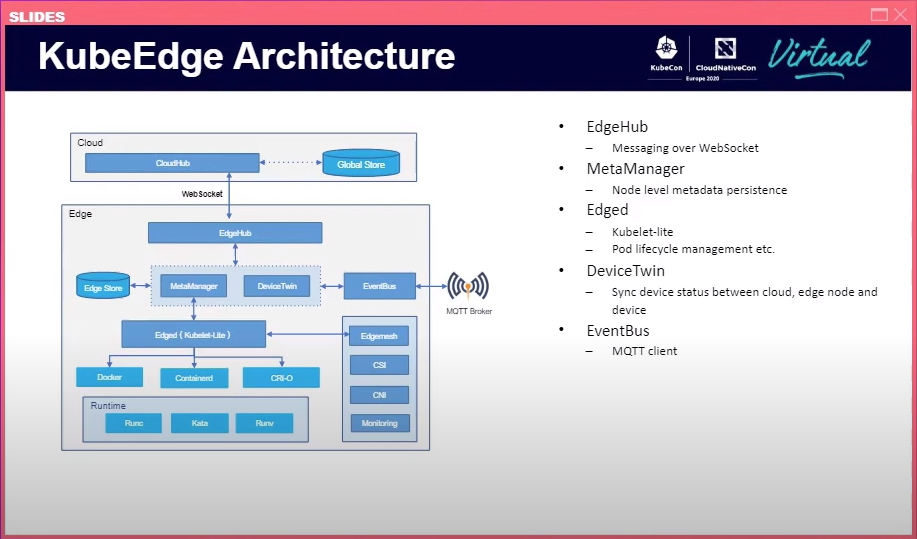 SLIDES
KubeEdge Architecture
KubeCon
CloudNativeCon
Europe 2020
Virtual
Cloud
CloudHub
Global Store
WebSocket
Edge
EdgeHub
Edge Store
MetaManager
DeviceTwin
EventBus
MQTT Broker
Edged ( Kubelet-Lite )
Edgemesh
CSI
CNI
Monitoring
Docker
Containerd
CRI-O
Runtime
Runc
Kata
Runv
• EdgeHub
– Messaging over WebSocket
• MetaManager
– Node level metadata persistence
• Edged
– Kubelet-lite
– Pod lifecycle management etc.
• DeviceTwin
– Sync device status between cloud, edge node and
device
• EventBus
– MQTT client